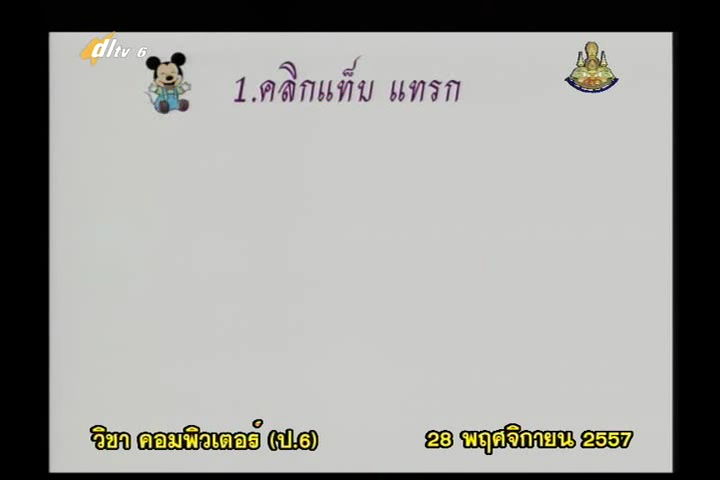 dltv 6
1.คลิกแท็บ แทรก
วิชา คอมพิวเตอร์ (ป.6)
28 พฤศจิกายน 2557